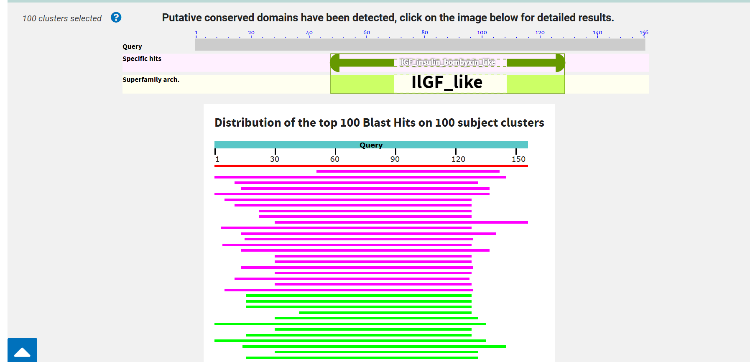 100 clusters selected ?
Putative conserved domains have been detected, click on the image below for detailed results.
1 20 40 60 80 100 120 140 156
Query
Specific hits
Superfamily arch.
IlGF_like
Distribution of the top 100 Blast Hits on 100 subject clusters
Query
1 30 60 90 120 150